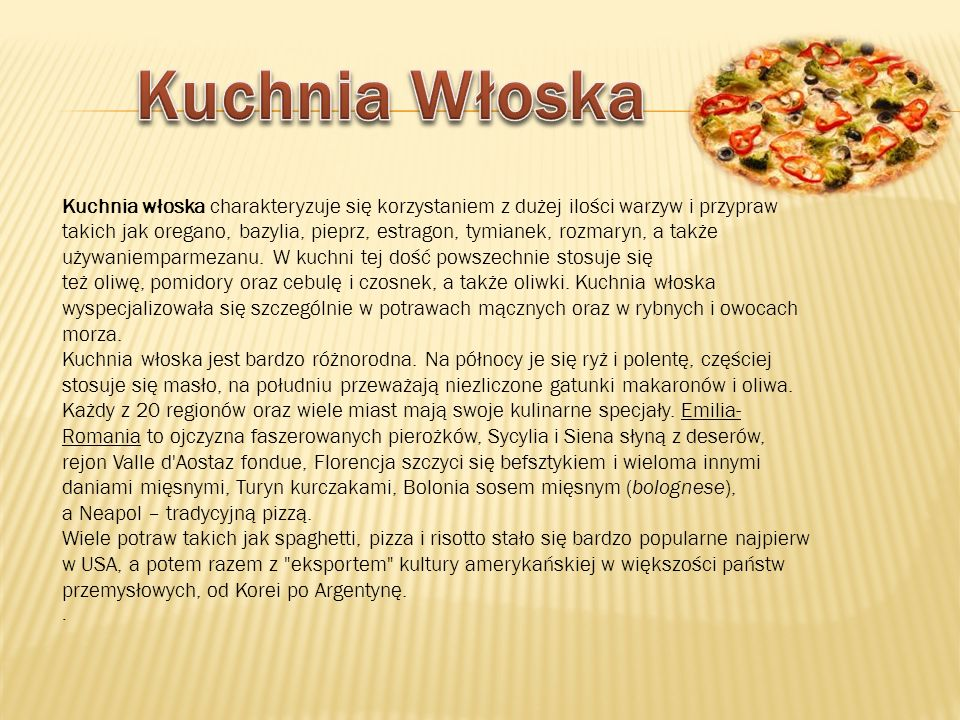 Kuchnia Włoska
Kuchnia włoska charakteryzuje się korzystaniem z dużej ilości warzyw i przypraw
takich jak oregano, bazylia, pieprz, estragon, tymianek, rozmaryn, a także
używaniemparmezanu. W kuchni tej dość powszechnie stosuje się
też oliwę, pomidory oraz cebulę i czosnek, a także oliwki. Kuchnia włoska
wyspecjalizowała się szczególnie w potrawach mącznych oraz w rybnych i owocach
morza.
Kuchnia włoska jest bardzo różnorodna. Na północy je się ryż i polentę, częściej
stosuje się masło, na południu przeważają niezliczone gatunki makaronów i oliwa.
Każdy z 20 regionów oraz wiele miast mają swoje kulinarne specjały. Emilia-
Romania to ojczyzna faszerowanych pierożków, Sycylia i Siena słyną z deserów,
rejon Valle d'Aostaz fondue, Florencja szczyci się befsztykiem i wieloma innymi
daniami mięsnymi, Turyn kurczakami, Bolonia sosem mięsnym (bolognese),
a Neapol – tradycyjną pizzą.
Wiele potraw takich jak spaghetti, pizza i risotto stało się bardzo popularne najpierw
w USA, a potem razem z "eksportem" kultury amerykańskiej w większości państw
przemysłowych, od Korei po Argentynę.
.